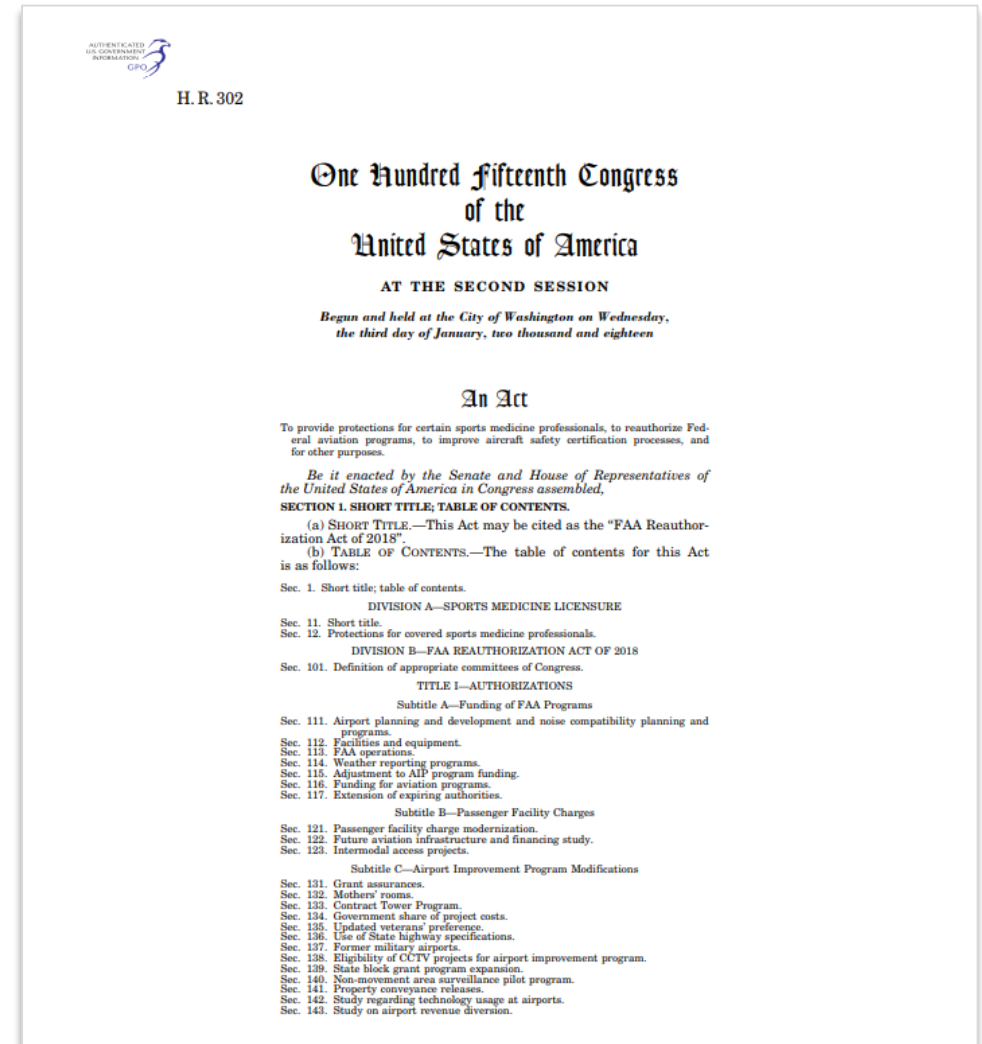 AUTHENTICATED
U.S. GOVERNMENT
INFORMATION
GPO
H. R. 302
One Hundred Fifteenth Congress
of the
United States of America
AT THE SECOND SESSION
Begun and held at the City of Washington on Wednesday,
the third day of January, two thousand and eighteen
An Act
To provide protections for certain sports medicine professionals, to reauthorize Fed-
eral aviation programs, to improve aircraft safety certification processes, and
for other purposes.
Be it enacted by the Senate and House of Representatives of
the United States of America in Congress assembled,
SECTION 1. SHORT TITLE; TABLE OF CONTENTS.
(a) SHORT TITLE.—This Act may be cited as the “FAA Reauthor-
ization Act of 2018”.
(b) TABLE OF CONTENTS.—The table of contents for this Act
is as follows:
Sec. 1. Short title; table of contents.
DIVISION A—SPORTS MEDICINE LICENSURE
Sec. 11. Short title.
Sec. 12. Protections for covered sports medicine professionals.
DIVISION B—FAA REAUTHORIZATION ACT OF 2018
Sec. 101. Definition of appropriate committees of Congress.
TITLE I—AUTHORIZATIONS
Subtitle A—Funding of FAA Programs
Sec. 111. Airport planning and development and noise compatibility planning and
programs.
Sec. 112. Facilities and equipment.
Sec. 113. FAA operations.
Sec. 114. Weather reporting programs.
Sec. 115. Adjustment to AIP program funding.
Sec. 116. Funding for aviation programs.
Sec. 117. Extension of expiring authorities.
Subtitle B—Passenger Facility Charges
Sec. 121. Passenger facility charge modernization.
Sec. 122. Future aviation infrastructure and financing study.
Sec. 123. Intermodal access projects.
Subtitle C—Airport Improvement Program Modifications
Sec. 131. Grant assurances.
Sec. 132. Mothers’ rooms.
Sec. 133. Contract Tower Program.
Sec. 134. Government share of project costs.
Sec. 135. Updated veterans’ preference.
Sec. 136. Use of State highway specifications.
Sec. 137. Former military airports.
Sec. 138. Eligibility of CCTV projects for airport improvement program.
Sec. 139. State block grant program expansion.
Sec. 140. Non-movement area surveillance pilot program.
Sec. 141. Property conveyance releases.
Sec. 142. Study regarding technology usage at airports.
Sec. 143. Study on airport revenue diversion.